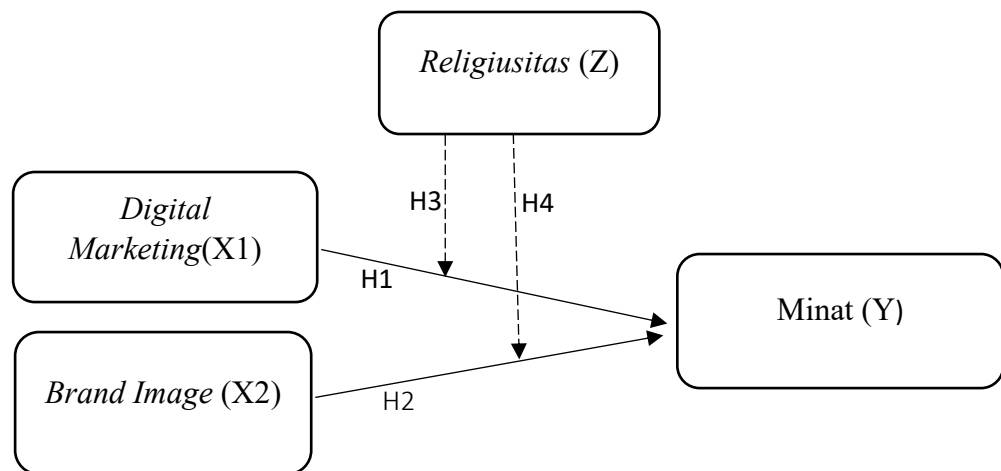 Religiusitas (Z)
H3
H4
Digital
Marketing(X1)
H1
Minat (Y)
Brand Image (X2)
H2